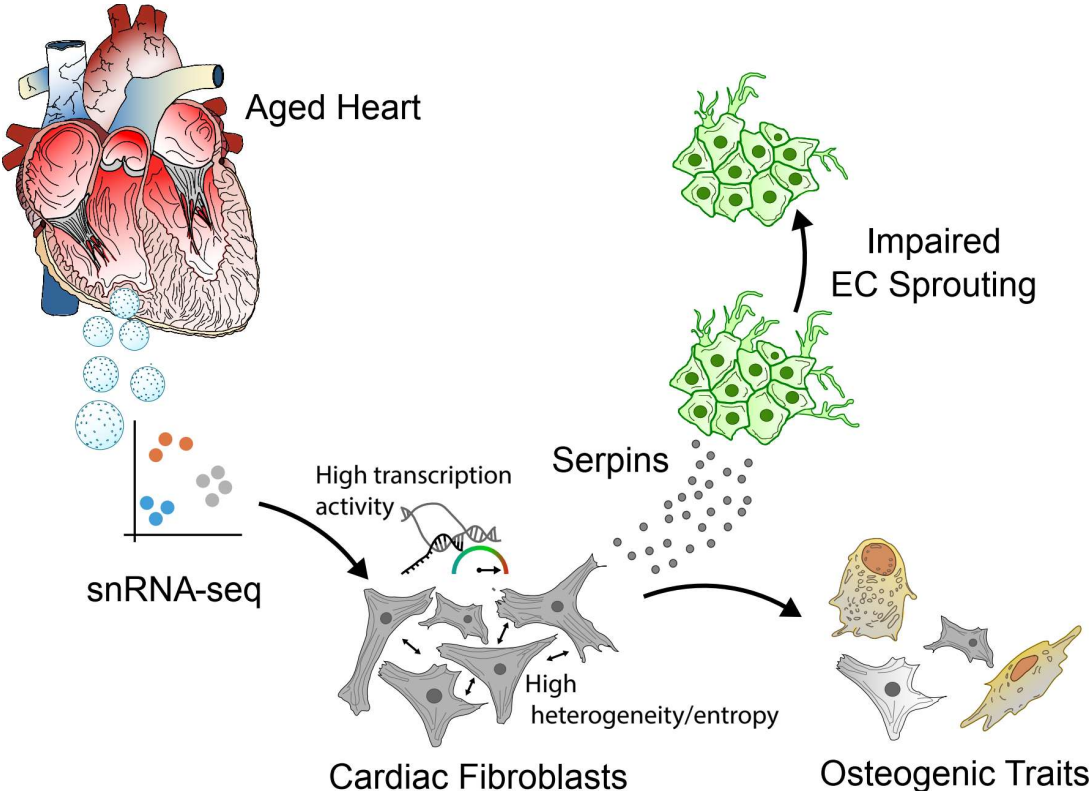 Aged Heart
Impaired
EC Sprouting
Serpins
High transcription
activity
snRNA-seq
High
heterogeneity/entropy
Cardiac Fibroblasts
Osteogenic Traits